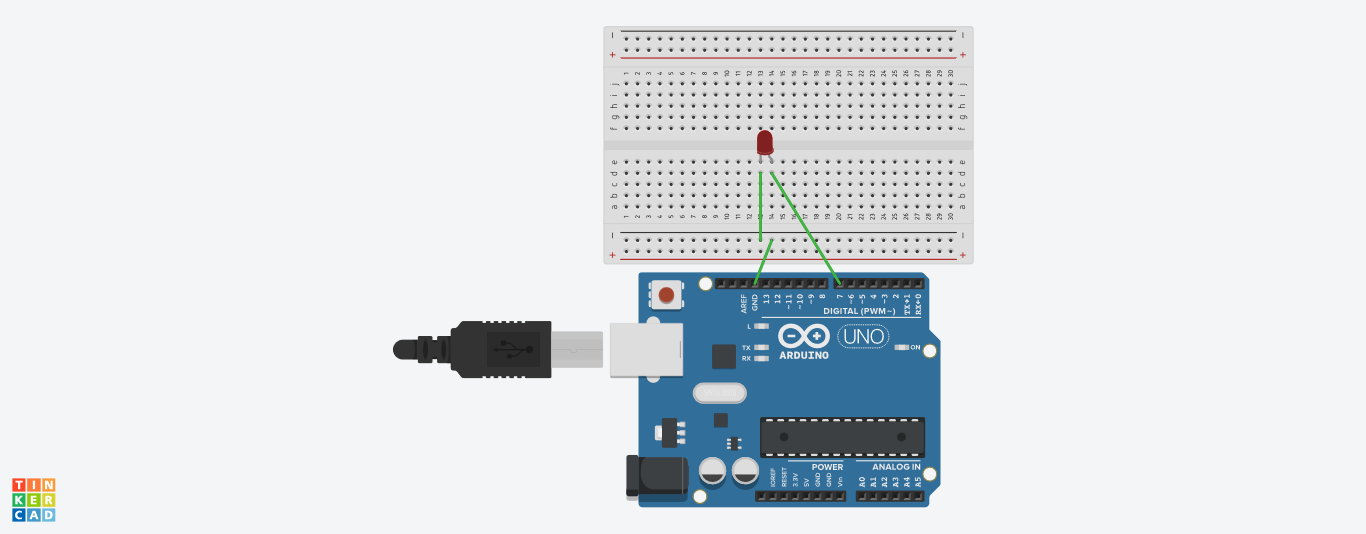 − −
+ +
1 2 3 4 5 6 7 8 9 10 11 12 13 14 15 16 17 18 19 20 21 22 23 24 25 26 27 28 29 30
j j
i i
h h
g g
f f
e e
d d
c c
b b
a a
1 2 3 4 5 6 7 8 9 10 11 12 13 14 15 16 17 18 19 20 21 22 23 24 25 26 27 28 29 30
− −
+ +
AREF GND 13 12 ~11 ~10 ~9 8 7 ~6 ~5 4 ~3 2 TX→1 RX←0
DIGITAL (PWM~)
L
TX
RX
UNO
ON
ARDUINO
POWER ANALOG IN
IOREF RESET 3.3V 5V GND GND Vin A0 A1 A2 A3 A4 A5
TIN
KER
CAD